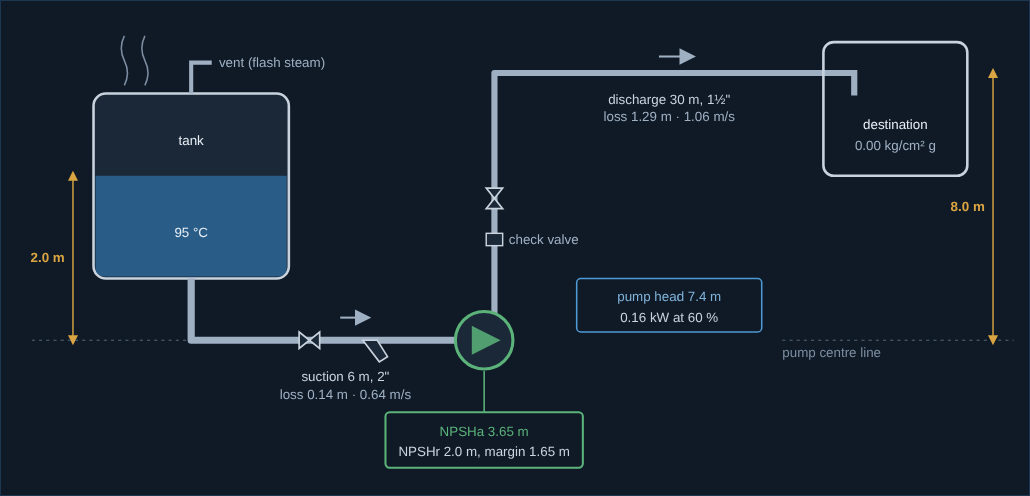 vent (flash steam)
tank
95 °C
2.0 m
discharge 30 m, 1½"
loss 1.29 m · 1.06 m/s
destination
0.00 kg/cm² g
8.0 m
check valve
pump head 7.4 m
0.16 kW at 60 %
pump centre line
suction 6 m, 2"
loss 0.14 m · 0.64 m/s
NPSHa 3.65 m
NPSHr 2.0 m, margin 1.65 m